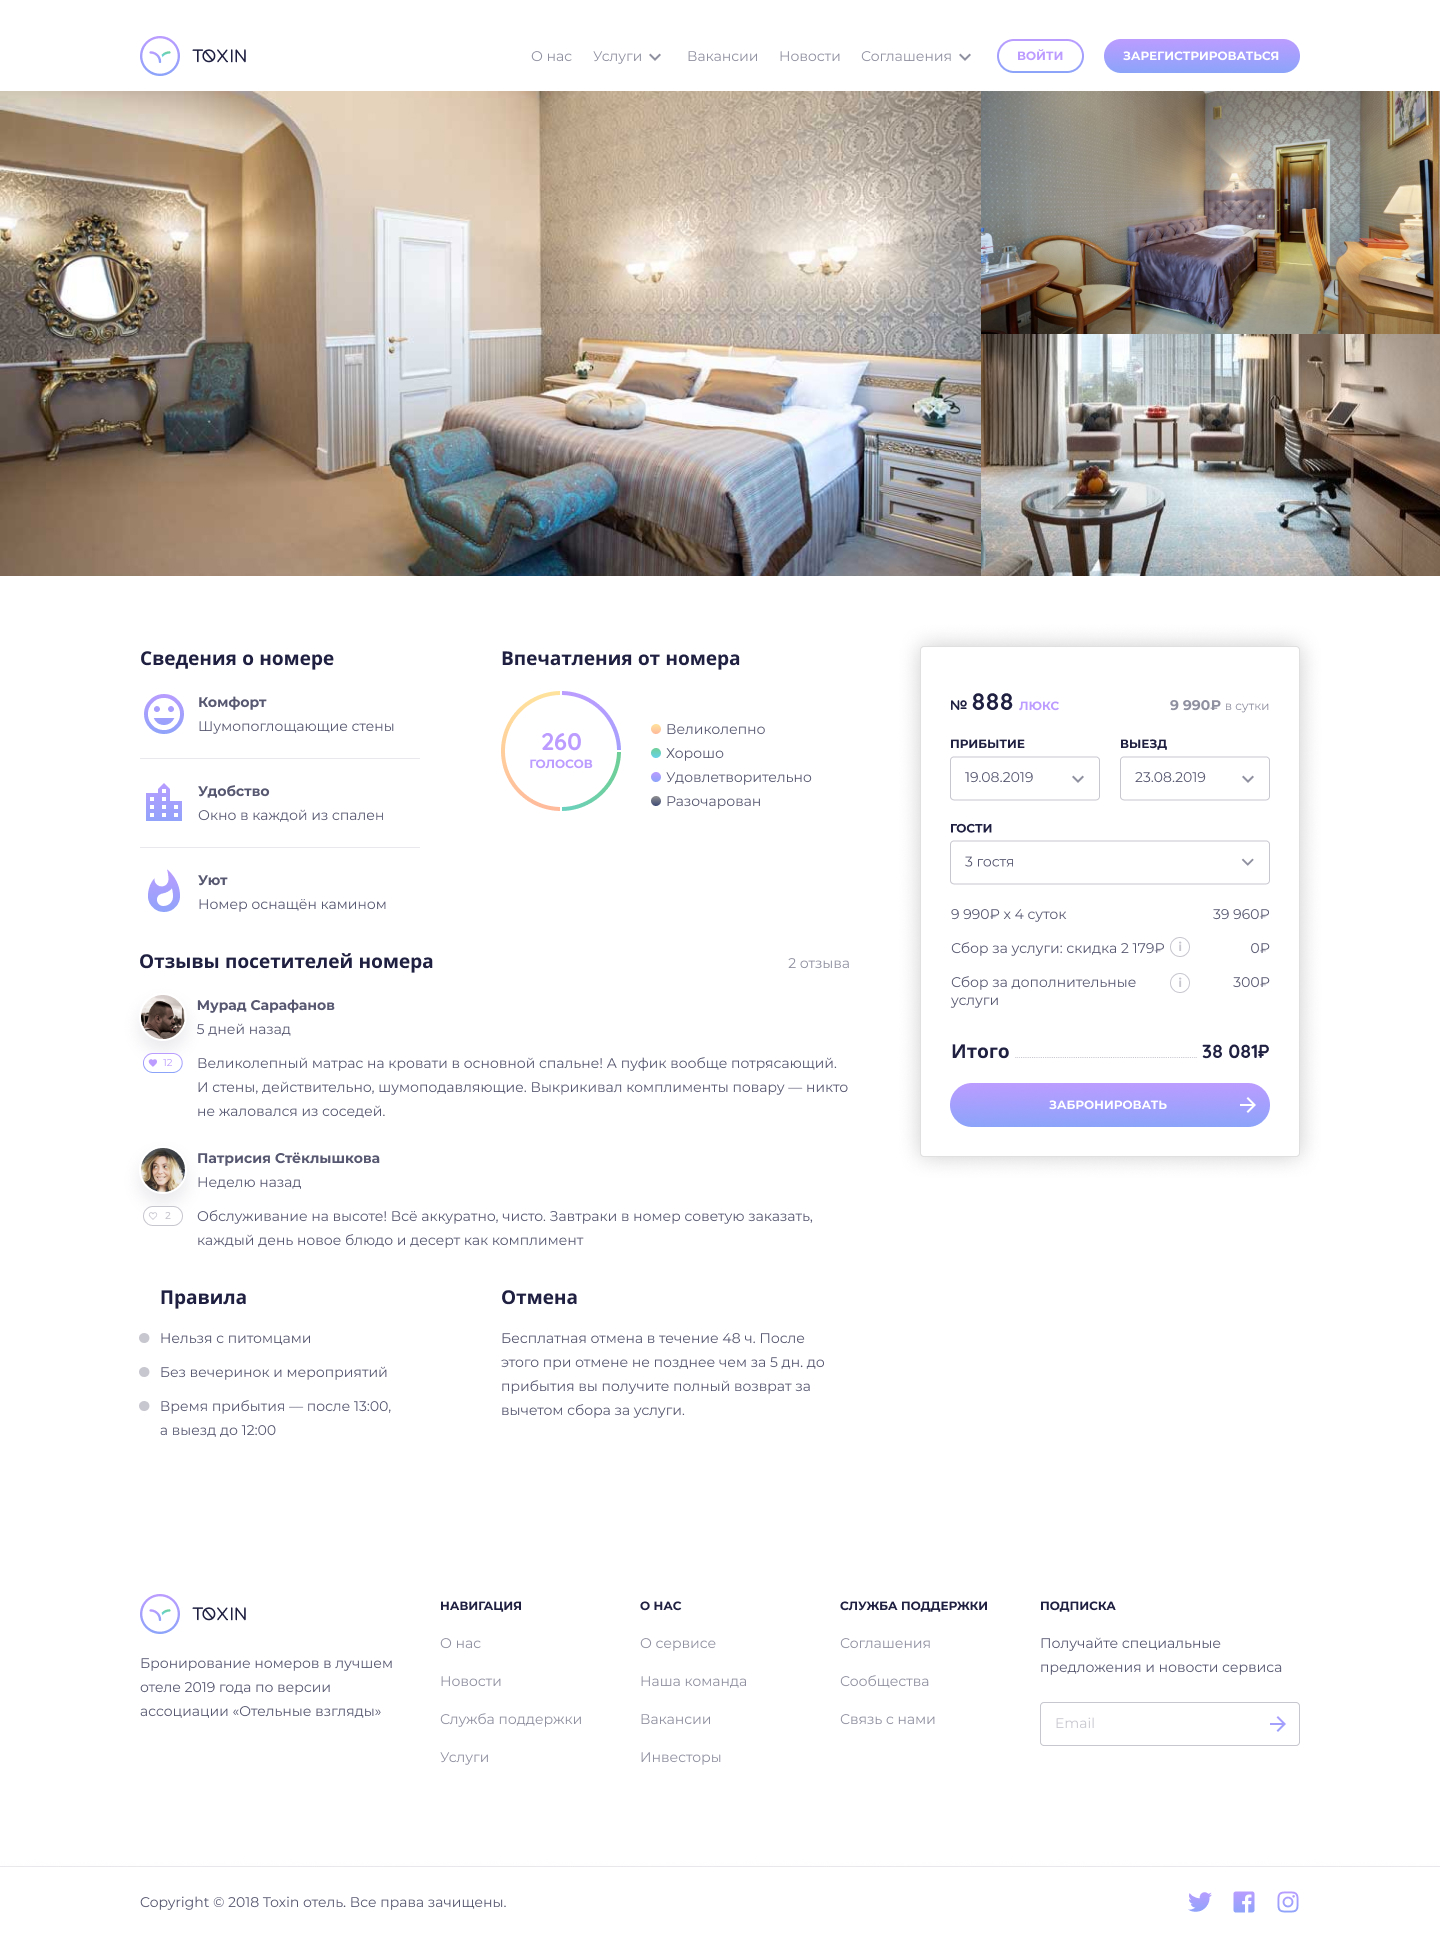 TOXIN
О нас Услуги Вакансии Новости Соглашения ВОЙТИ ЗАРЕГИСТРИРОВАТЬСЯ
Сведения о номере
Комфорт
Шумопоглощающие стены
Удобство
Окно в каждой из спален
Уют
Номер оснащён камином
Впечатления от номера
260
ГОЛОСОВ
Великолепно
Хорошо
Удовлетворительно
Разочарован
№ 888 ЛЮКС 9 990₽ в сутки
ПРИБЫТИЕ ВЫЕЗД
19.08.2019 23.08.2019
ГОСТИ
3 гостя
9 990₽ х 4 суток 39 960₽
Сбор за услуги: скидка 2 179₽ i 0₽
Сбор за дополнительные i 300₽
услуги
Итого 38 081₽
ЗАБРОНИРОВАТЬ
Отзывы посетителей номера 2 отзыва
Мурад Сарафанов
5 дней назад
12
Великолепный матрас на кровати в основной спальне! А пуфик вообще потрясающий.
И стены, действительно, шумоподавляющие. Выкрикивал комплименты повару — никто
не жаловался из соседей.
Патрисия Стёклышкова
Неделю назад
2
Обслуживание на высоте! Всё аккуратно, чисто. Завтраки в номер советую заказать,
каждый день новое блюдо и десерт как комплимент
Правила
Нельзя с питомцами
Без вечеринок и мероприятий
Время прибытия — после 13:00,
а выезд до 12:00
Отмена
Бесплатная отмена в течение 48 ч. После
этого при отмене не позднее чем за 5 дн. до
прибытия вы получите полный возврат за
вычетом сбора за услуги.
TOXIN
Бронирование номеров в лучшем
отеле 2019 года по версии
ассоциации «Отельные взгляды»
НАВИГАЦИЯ
О нас
Новости
Служба поддержки
Услуги
О НАС
О сервисе
Наша команда
Вакансии
Инвесторы
СЛУЖБА ПОДДЕРЖКИ
Соглашения
Сообщества
Связь с нами
ПОДПИСКА
Получайте специальные
предложения и новости сервиса
Email
Copyright © 2018 Toxin отель. Все права зачищены.